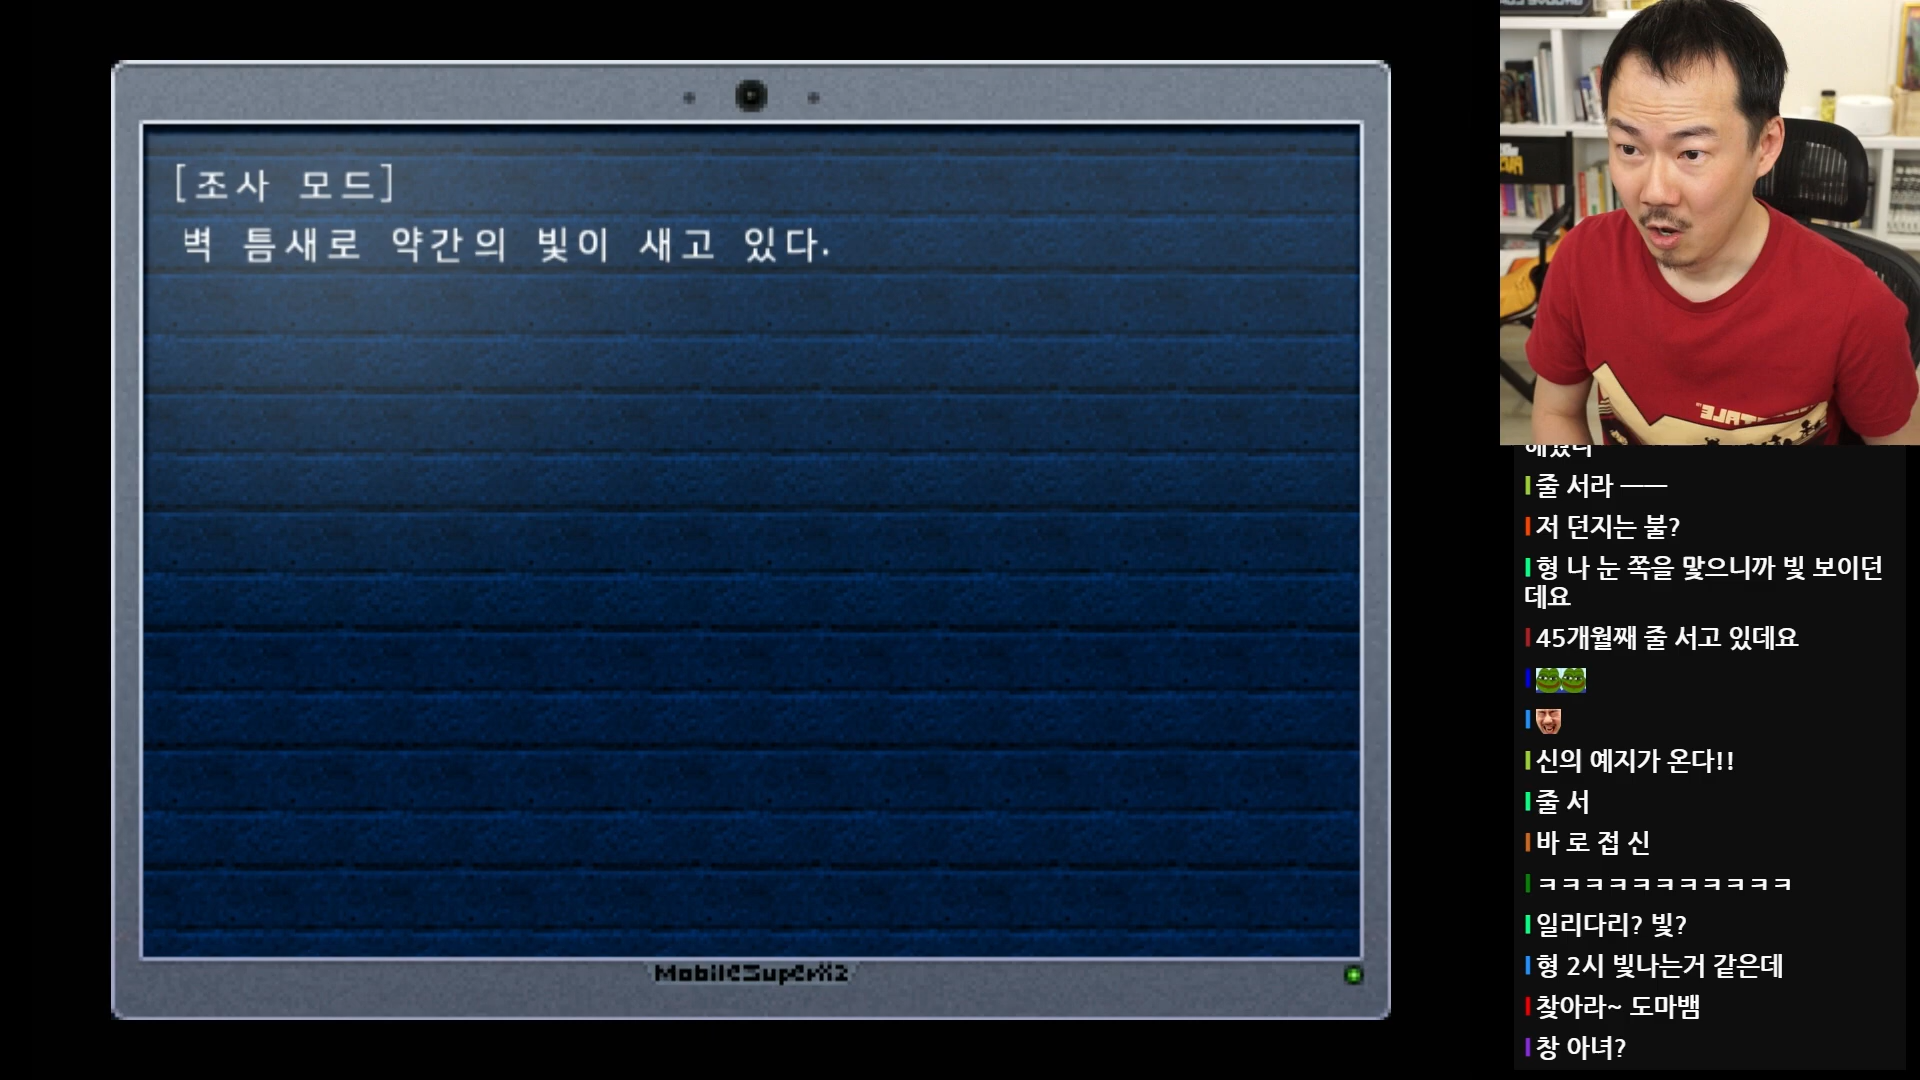 [조사 모드]
벽 틈새로 약간의 빛이 새고 있다.
MobileSuperX2
줄 서라 ㅡㅡ
저 던지는 불?
형 나 눈 쪽을 맞으니까 빛 보이던
데요
45개월째 줄 서고 있데요
신의 예지가 온다!!
줄 서
바 로 접 신
ㅋㅋㅋㅋㅋㅋㅋㅋㅋㅋㅋ
일리다리? 빛?
형 2시 빛나는거 같은데
찾아라~ 도마뱀
창 아녀?